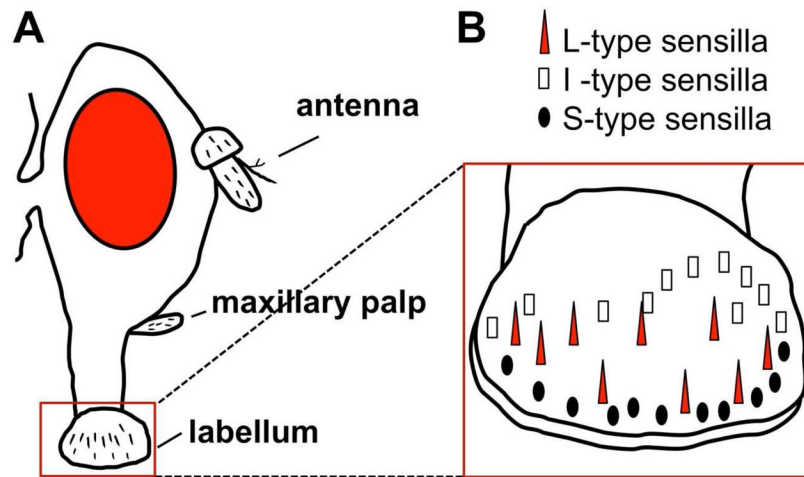 A
antenna
maxillary palp
labellum
B
L-type sensilla
I -type sensilla
S-type sensilla